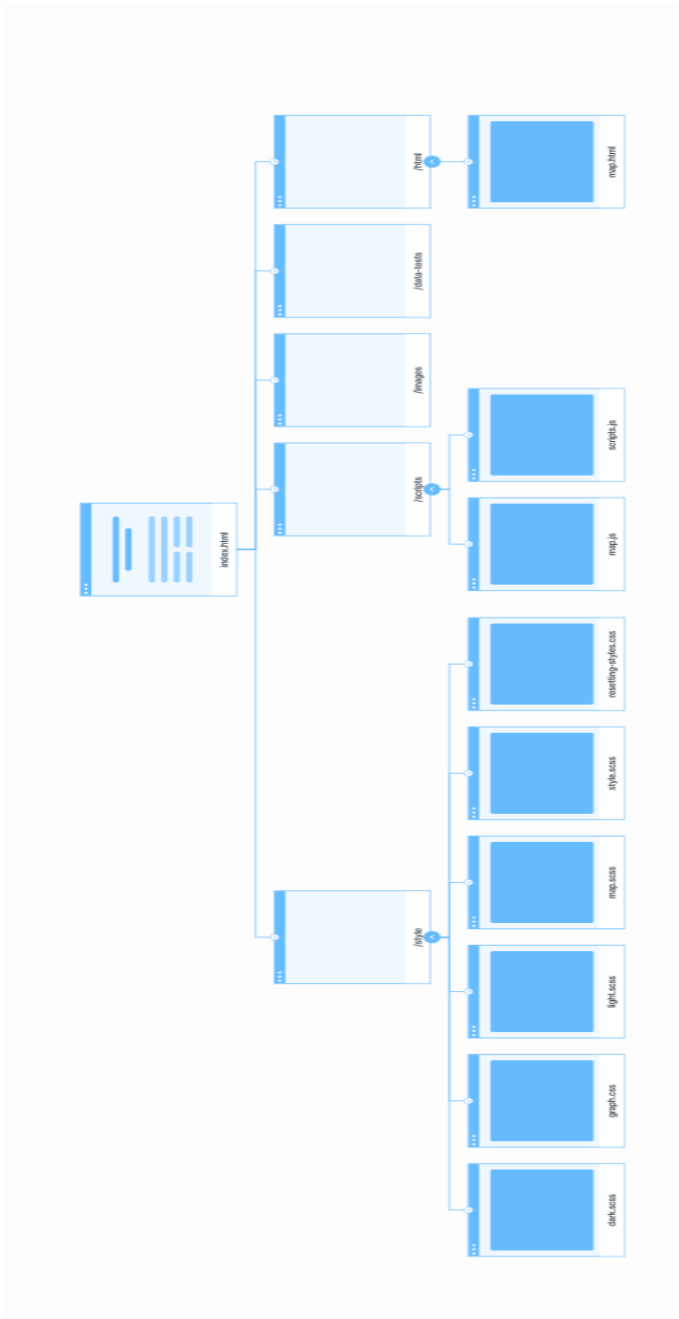 index.html
/style
/scripts
/images
/data-tests
/html
dark.scss
graph.css
light.scss
map.scss
style.scss
resetting-styles.css
map.js
scripts.js
map.html